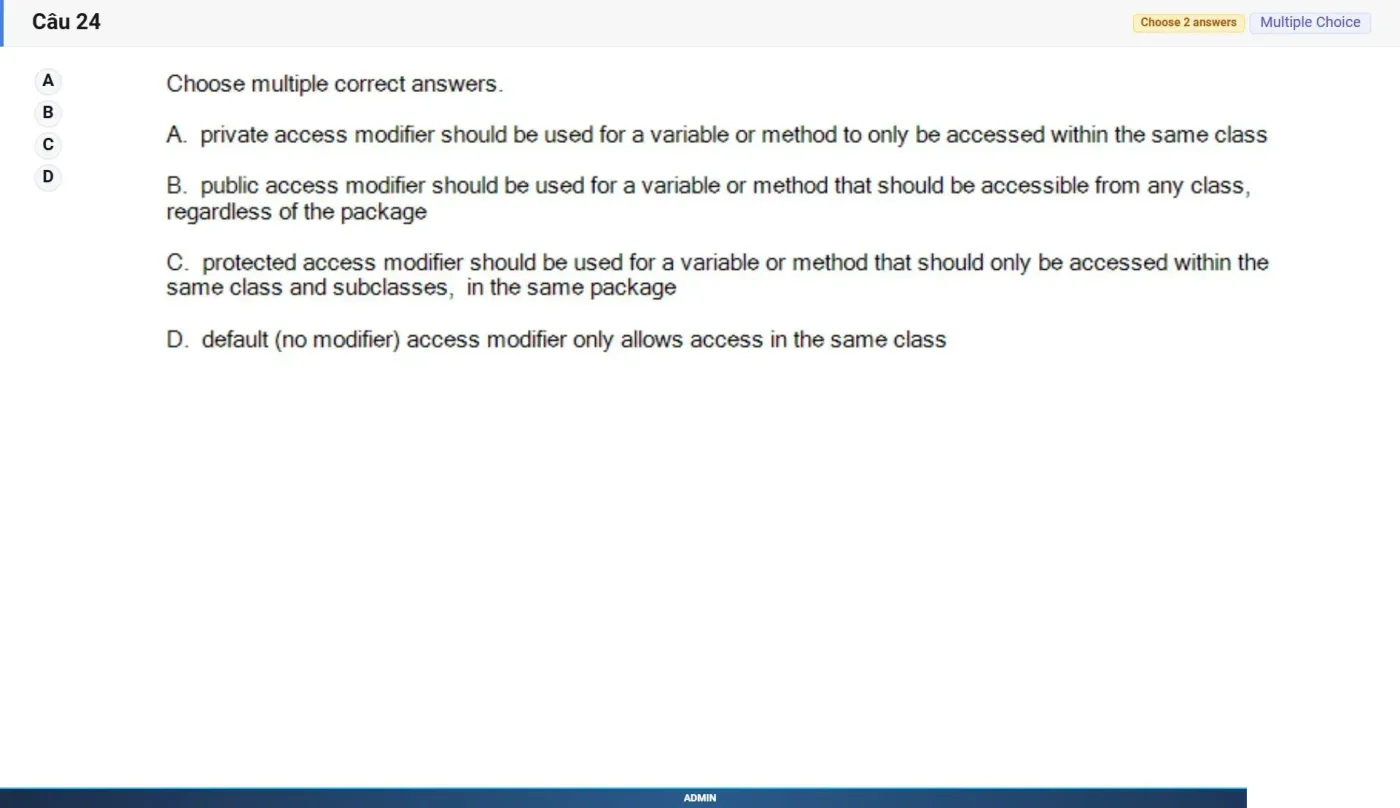 Câu 24
Choose 2 answers
Multiple Choice
A
B
C
D
Choose multiple correct answers.
A. private access modifier should be used for a variable or method to only be accessed within the same class
B. public access modifier should be used for a variable or method that should be accessible from any class,
regardless of the package
C. protected access modifier should be used for a variable or method that should only be accessed within the
same class and subclasses, in the same package
D. default (no modifier) access modifier only allows access in the same class
ADMIN